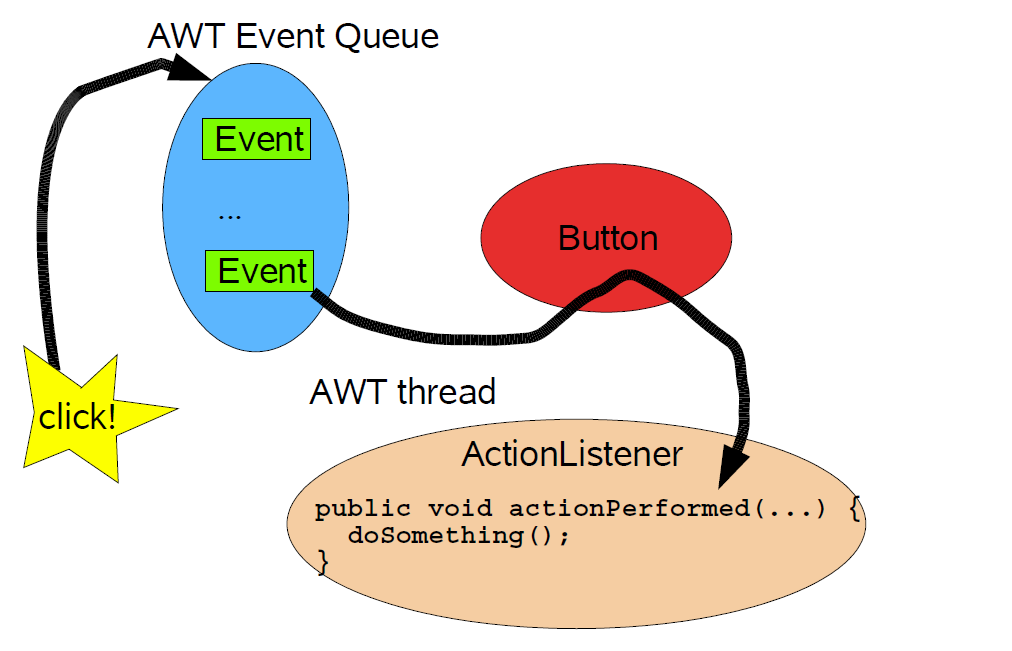 AWT Event Queue
Event
...
Event
Button
click!
AWT thread
ActionListener
public void actionPerformed(...) {
  doSomething();
}